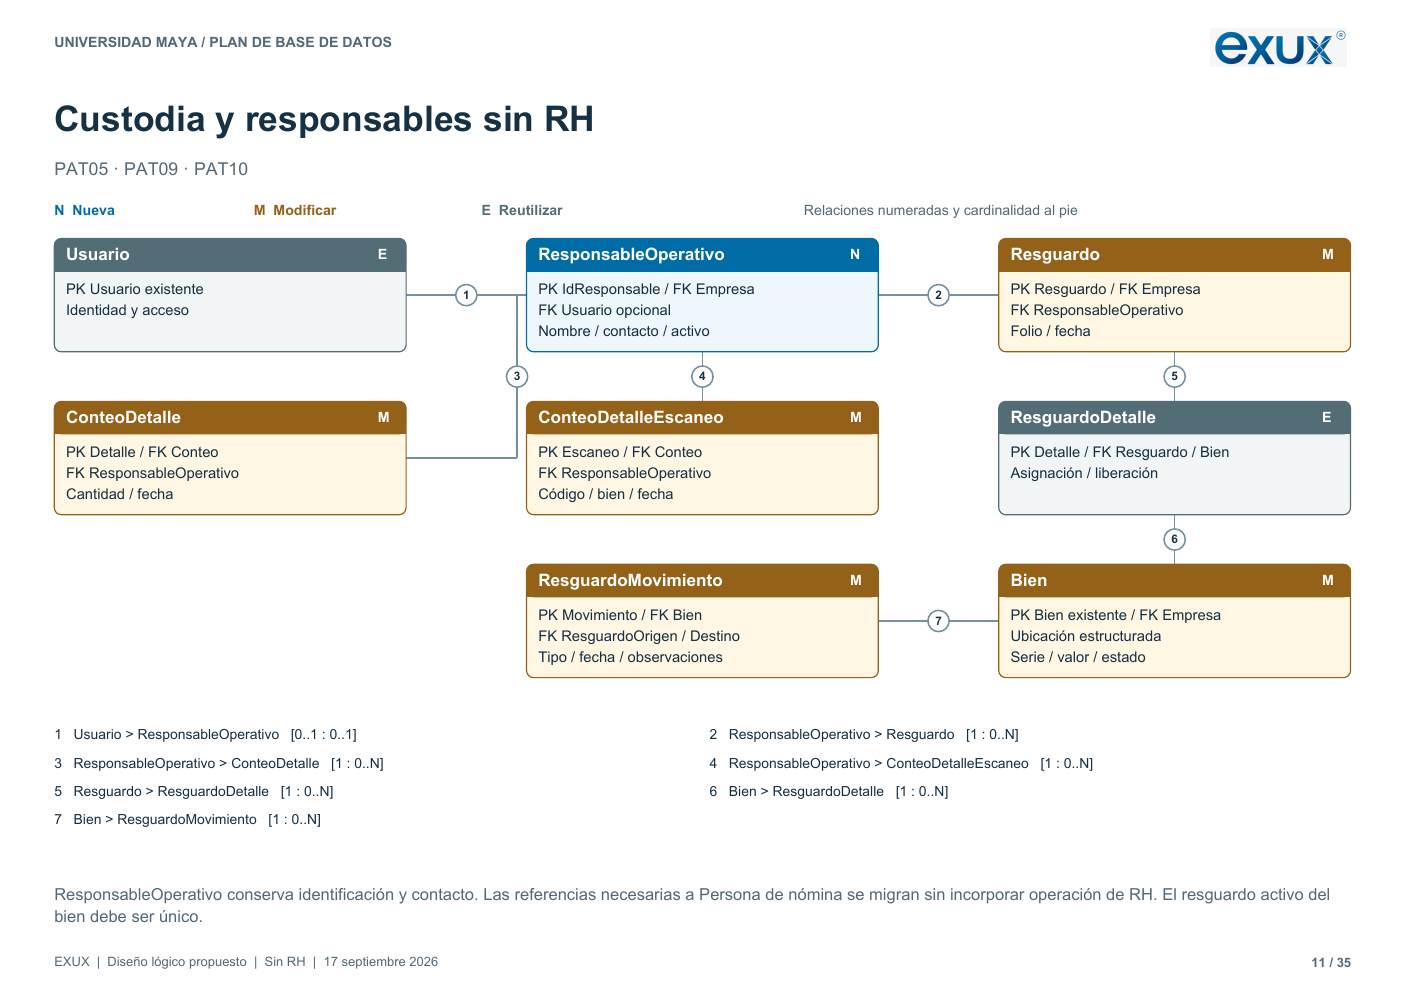 UNIVERSIDAD MAYA / PLAN DE BASE DE DATOS
exux®
Custodia y responsables sin RH
PAT05 · PAT09 · PAT10
N Nueva
M Modificar
E Reutilizar
Relaciones numeradas y cardinalidad al pie
Usuario E
PK Usuario existente
Identidad y acceso
1
ResponsableOperativo N
PK IdResponsable / FK Empresa
FK Usuario opcional
Nombre / contacto / activo
2
Resguardo M
PK Resguardo / FK Empresa
FK ResponsableOperativo
Folio / fecha
3
4
5
ConteoDetalle M
PK Detalle / FK Conteo
FK ResponsableOperativo
Cantidad / fecha
ConteoDetalleEscaneo M
PK Escaneo / FK Conteo
FK ResponsableOperativo
Código / bien / fecha
ResguardoDetalle E
PK Detalle / FK Resguardo / Bien
Asignación / liberación
6
ResguardoMovimiento M
PK Movimiento / FK Bien
FK ResguardoOrigen / Destino
Tipo / fecha / observaciones
7
Bien M
PK Bien existente / FK Empresa
Ubicación estructurada
Serie / valor / estado
1 Usuario > ResponsableOperativo [0..1 : 0..1]
2 ResponsableOperativo > Resguardo [1 : 0..N]
3 ResponsableOperativo > ConteoDetalle [1 : 0..N]
4 ResponsableOperativo > ConteoDetalleEscaneo [1 : 0..N]
5 Resguardo > ResguardoDetalle [1 : 0..N]
6 Bien > ResguardoDetalle [1 : 0..N]
7 Bien > ResguardoMovimiento [1 : 0..N]
ResponsableOperativo conserva identificación y contacto. Las referencias necesarias a Persona de nómina se migran sin incorporar operación de RH. El resguardo activo del
bien debe ser único.
EXUX | Diseño lógico propuesto | Sin RH | 17 septiembre 2026
11 / 35